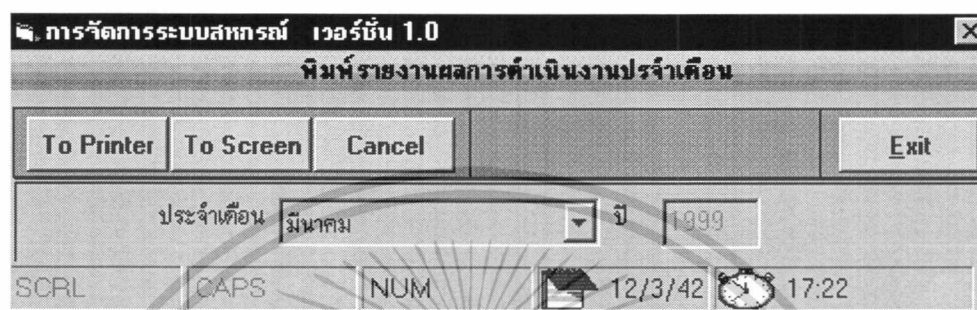 การจัดการระบบสหกรณ์ เวอร์ชั่น 1.0
พิมพ์รายงานผลการดำเนินงานประจำเดือน
To Printer To Screen Cancel Exit
ประจำเดือน มีนาคม ปี 1999
SCRL CAPS NUM 12/3/42 17:22